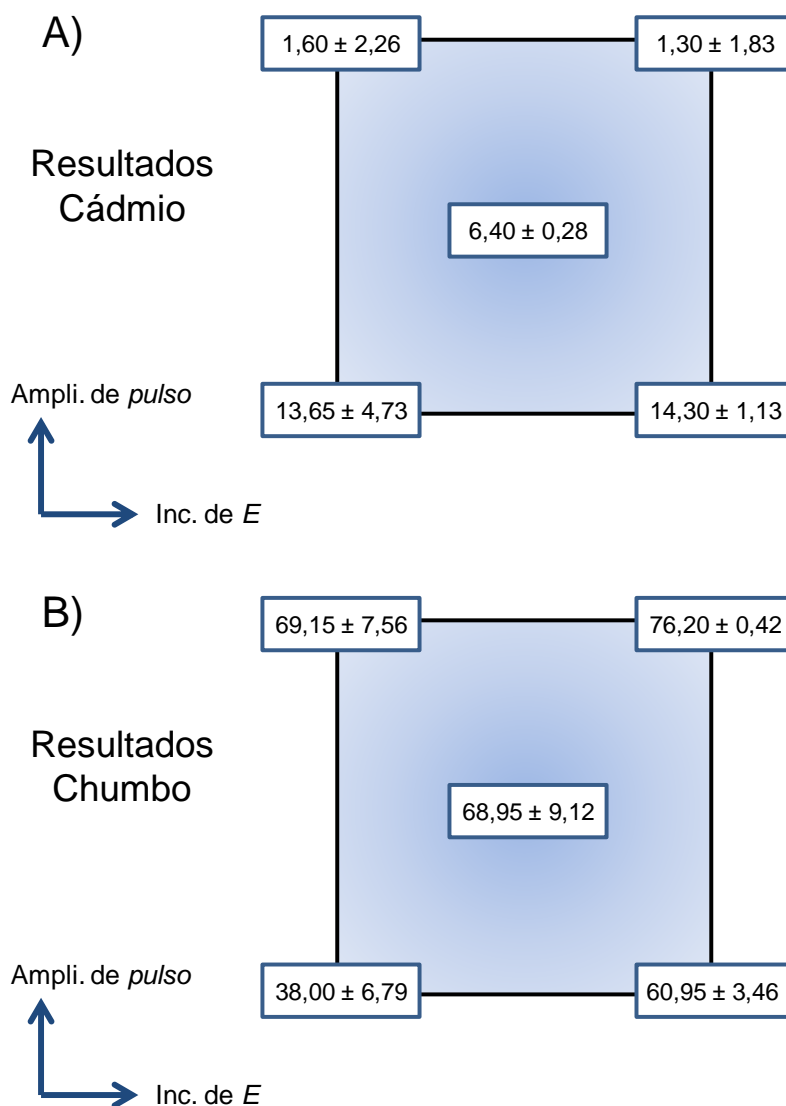 A)
1,60 ± 2,26
1,30 ± 1,83
Resultados
Cádmio
6,40 ± 0,28
Ampli. de pulso
13,65 ± 4,73
14,30 ± 1,13
Inc. de E
B)
69,15 ± 7,56
76,20 ± 0,42
Resultados
Chumbo
68,95 ± 9,12
Ampli. de pulso
38,00 ± 6,79
60,95 ± 3,46
Inc. de E